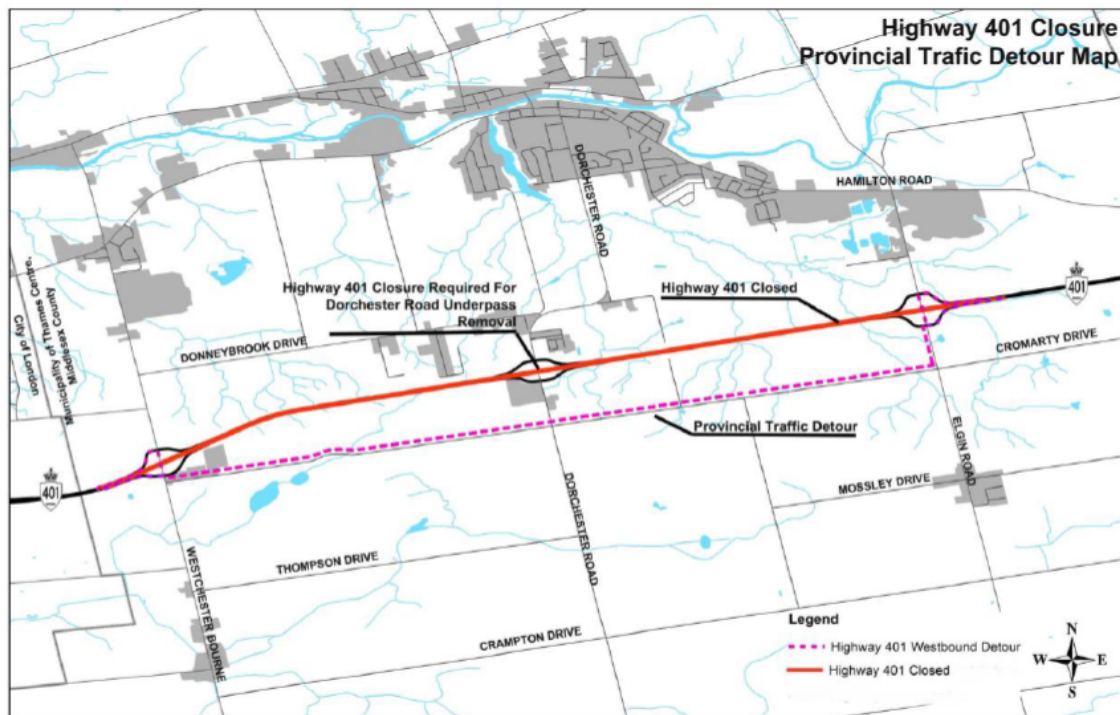 Highway 401 Closure
Provincial Trafic Detour Map
DORCHESTER ROAD
HAMILTON ROAD
Highway 401 Closure Required For
Dorchester Road Underpass
Removal
Highway 401 Closed
401
City of London
Municipality of Thames Centre,
Middlesex County
DONNEYBROOK DRIVE
CROMARTY DRIVE
Provincial Traffic Detour
ELGIN ROAD
401
MOSSLEY DRIVE
DORCHESTER ROAD
THOMPSON DRIVE
WESTCHESTER BOURNE
CRAMPTON DRIVE
Legend
Highway 401 Westbound Detour
Highway 401 Closed
N
W
E
S